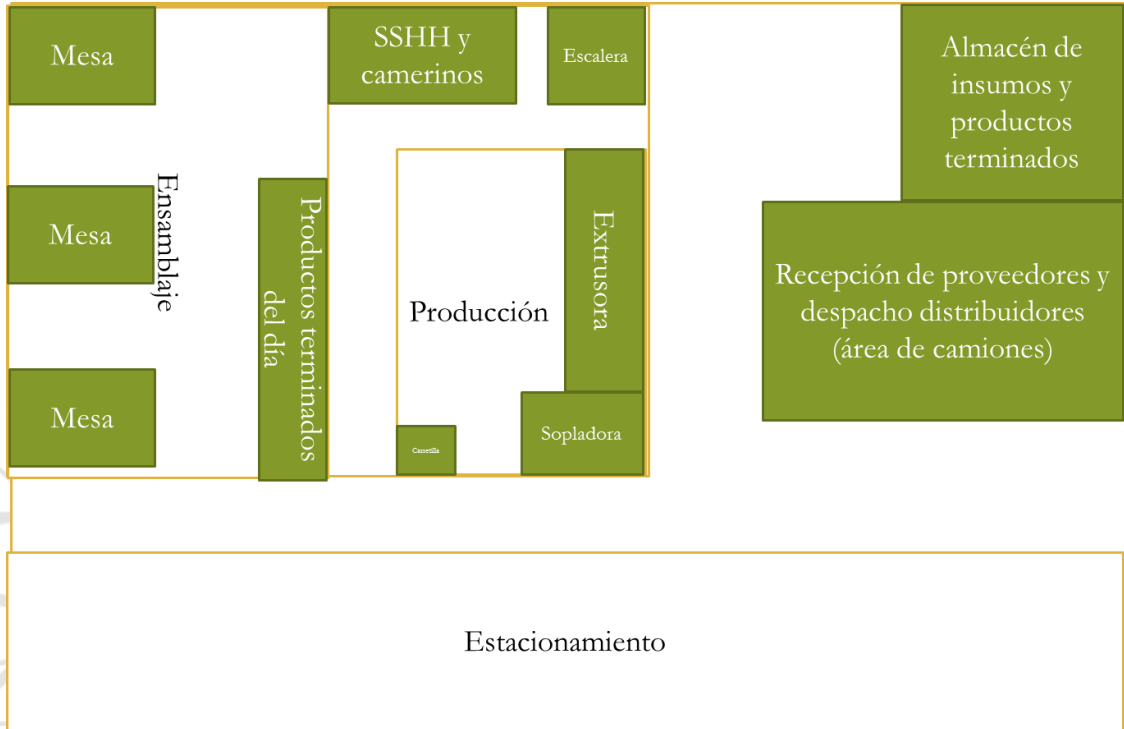 Mesa
SSHH y
camerinos
Escalera
Almacén de
insumos y
productos
terminados
Mesa
Ensamblaje
Productos terminados
del día
Producción
Extrusora
Recepción de proveedores y
despacho distribuidores
(área de camiones)
Mesa
Carretilla
Sopladora
Estacionamiento